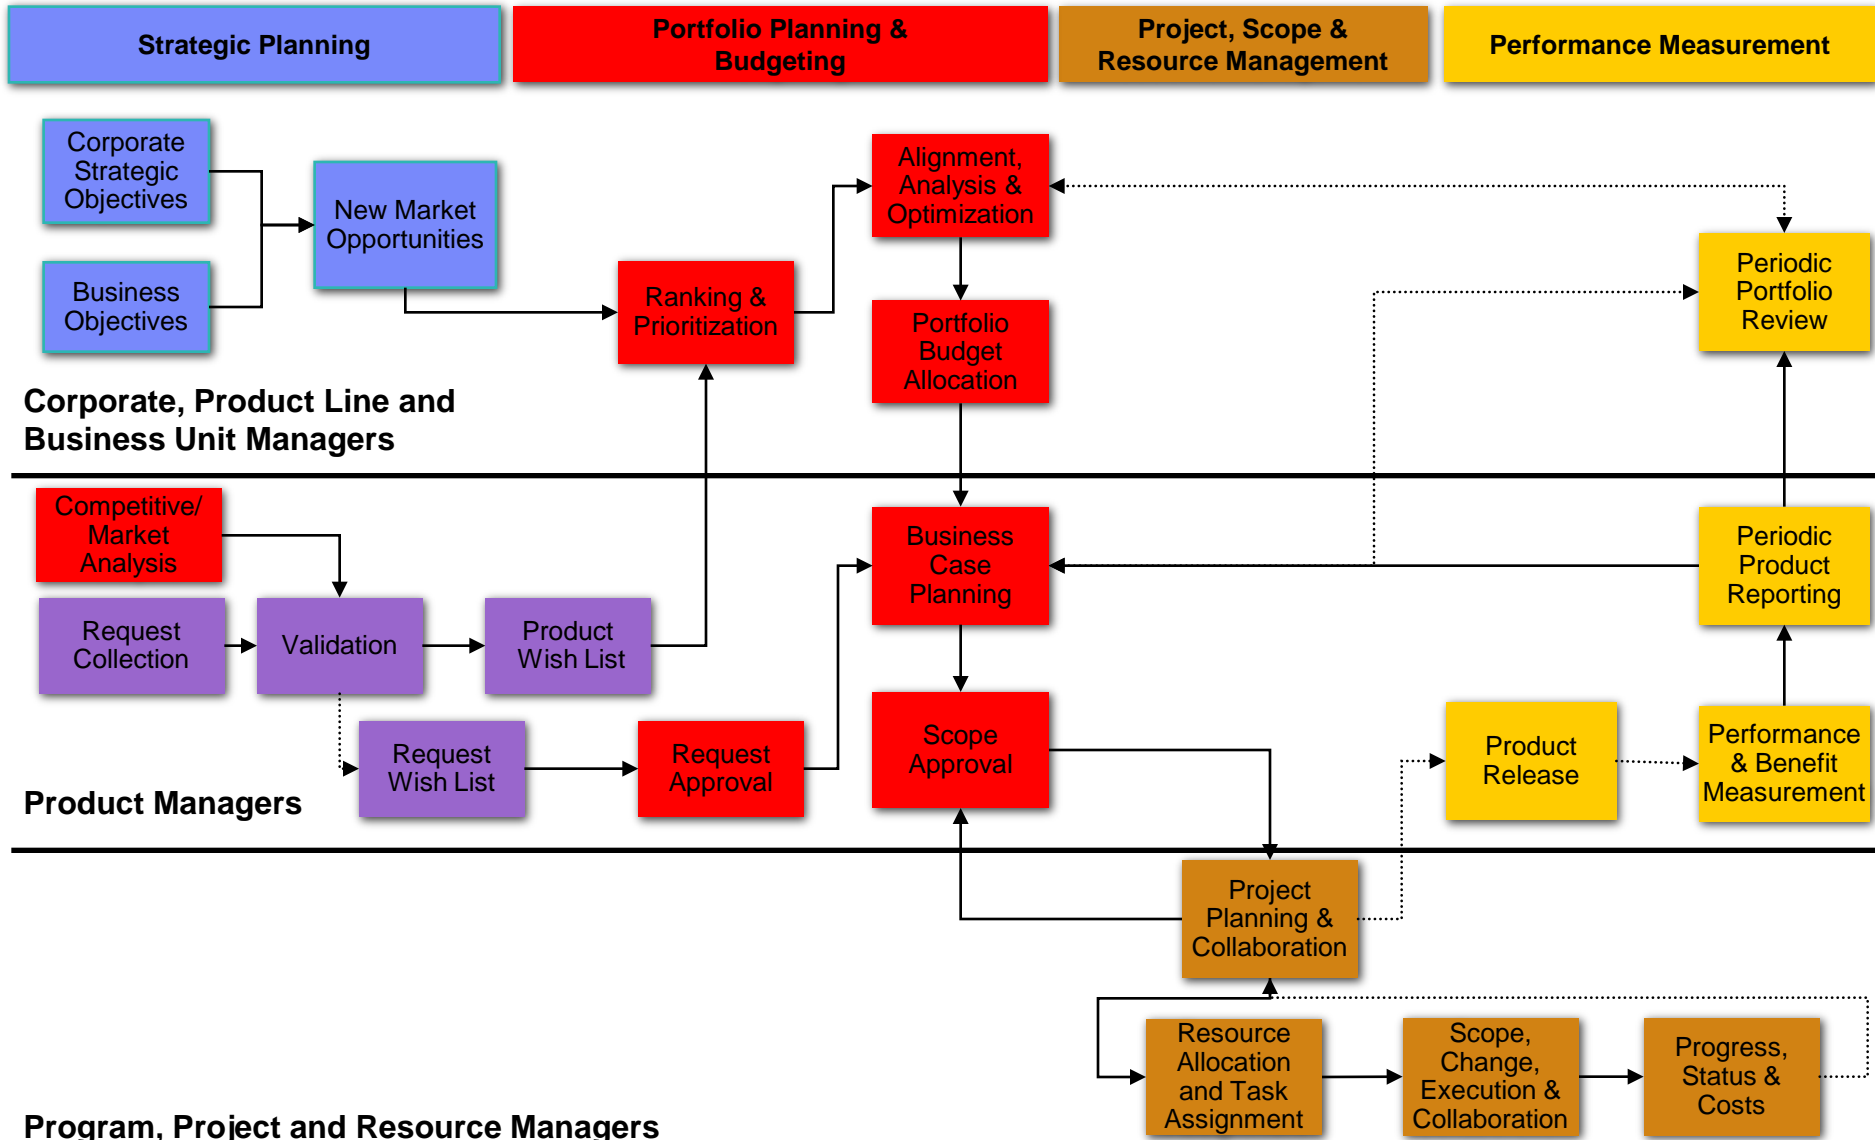 Strategic Planning
Portfolio Planning &
Budgeting
Project, Scope &
Resource Management
Performance Measurement
Corporate
Strategic
Objectives
New Market
Opportunities
Business
Objectives
Ranking &
Prioritization
Alignment,
Analysis &
Optimization
Portfolio
Budget
Allocation
Periodic
Portfolio
Review
Corporate, Product Line and
Business Unit Managers
Competitive/
Market
Analysis
Request
Collection
Validation
Product
Wish List
Business
Case
Planning
Periodic
Product
Reporting
Request
Wish List
Request
Approval
Scope
Approval
Product
Release
Performance
& Benefit
Measurement
Product Managers
Project
Planning &
Collaboration
Resource
Allocation
and Task
Assignment
Scope,
Change,
Execution &
Collaboration
Progress,
Status &
Costs
Program, Project and Resource Managers